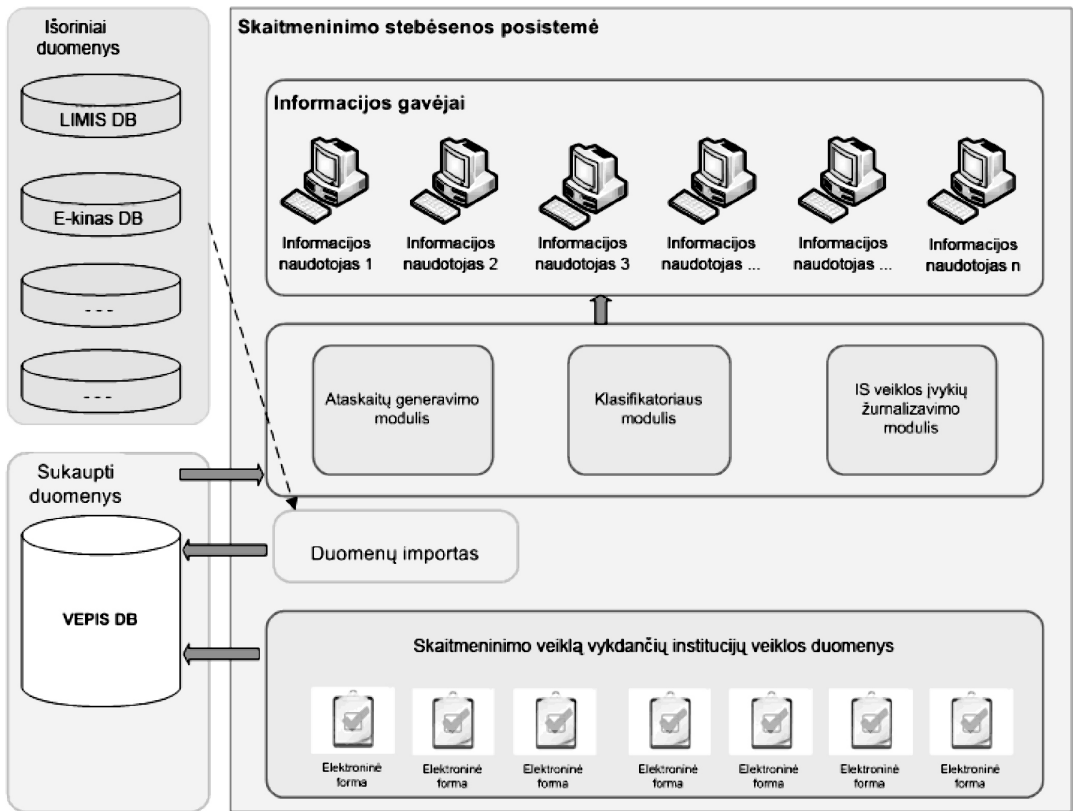 Išoriniai
duomenys
LIMIS DB
E-kinas DB
- - -
- - -
Sukaupti
duomenys
VEPIS DB
Skaitmeninimo stebėsenos posistemė
Informacijos gavėjai
Informacijos
naudotojas 1
Informacijos
naudotojas 2
Informacijos
naudotojas 3
Informacijos
naudotojas ...
Informacijos
naudotojas ...
Informacijos
naudotojas n
Ataskaitų generavimo
modulis
Klasifikatoriaus
modulis
IS veiklos įvykių
žurnalizavimo
modulis
Duomenų importas
Skaitmeninimo veiklą vykdančių institucijų veiklos duomenys
Elektroninė
forma
Elektroninė
forma
Elektroninė
forma
Elektroninė
forma
Elektroninė
forma
Elektroninė
forma
Elektroninė
forma